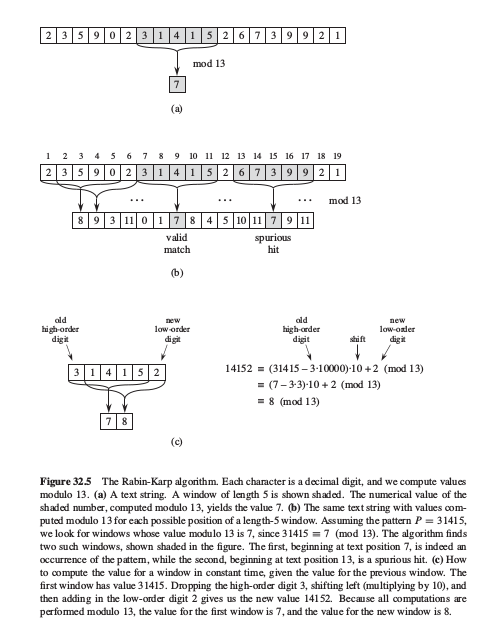 2 3 5 9 0 2 3 1 4 1 5 2 6 7 3 9 9 2 1
mod 13
7
(a)
1 2 3 4 5 6 7 8 9 10 11 12 13 14 15 16 17 18 19
2 3 5 9 0 2 3 1 4 1 5 2 6 7 3 9 9 2 1
… … … mod 13
8 9 3 11 0 1 7 8 4 5 10 11 7 9 11
valid spurious
match hit
(b)
old new
high-order low-order
digit digit
3 1 4 1 5 2
7 8
old new
high-order low-order
digit shift digit
14152 ≡ (31415 – 3·10000)·10 + 2 (mod 13)
≡ (7 – 3·3)·10 + 2 (mod 13)
≡ 8 (mod 13)
(c)
Figure 32.5 The Rabin-Karp algorithm. Each character is a decimal digit, and we compute values
modulo 13. (a) A text string. A window of length 5 is shown shaded. The numerical value of the
shaded number, computed modulo 13, yields the value 7. (b) The same text string with values com-
puted modulo 13 for each possible position of a length-5 window. Assuming the pattern P = 31415,
we look for windows whose value modulo 13 is 7, since 31415 ≡ 7 (mod 13). The algorithm finds
two such windows, shown shaded in the figure. The first, beginning at text position 7, is indeed an
occurrence of the pattern, while the second, beginning at text position 13, is a spurious hit. (c) How
to compute the value for a window in constant time, given the value for the previous window. The
first window has value 31415. Dropping the high-order digit 3, shifting left (multiplying by 10), and
then adding in the low-order digit 2 gives us the new value 14152. Because all computations are
performed modulo 13, the value for the first window is 7, and the value for the new window is 8.